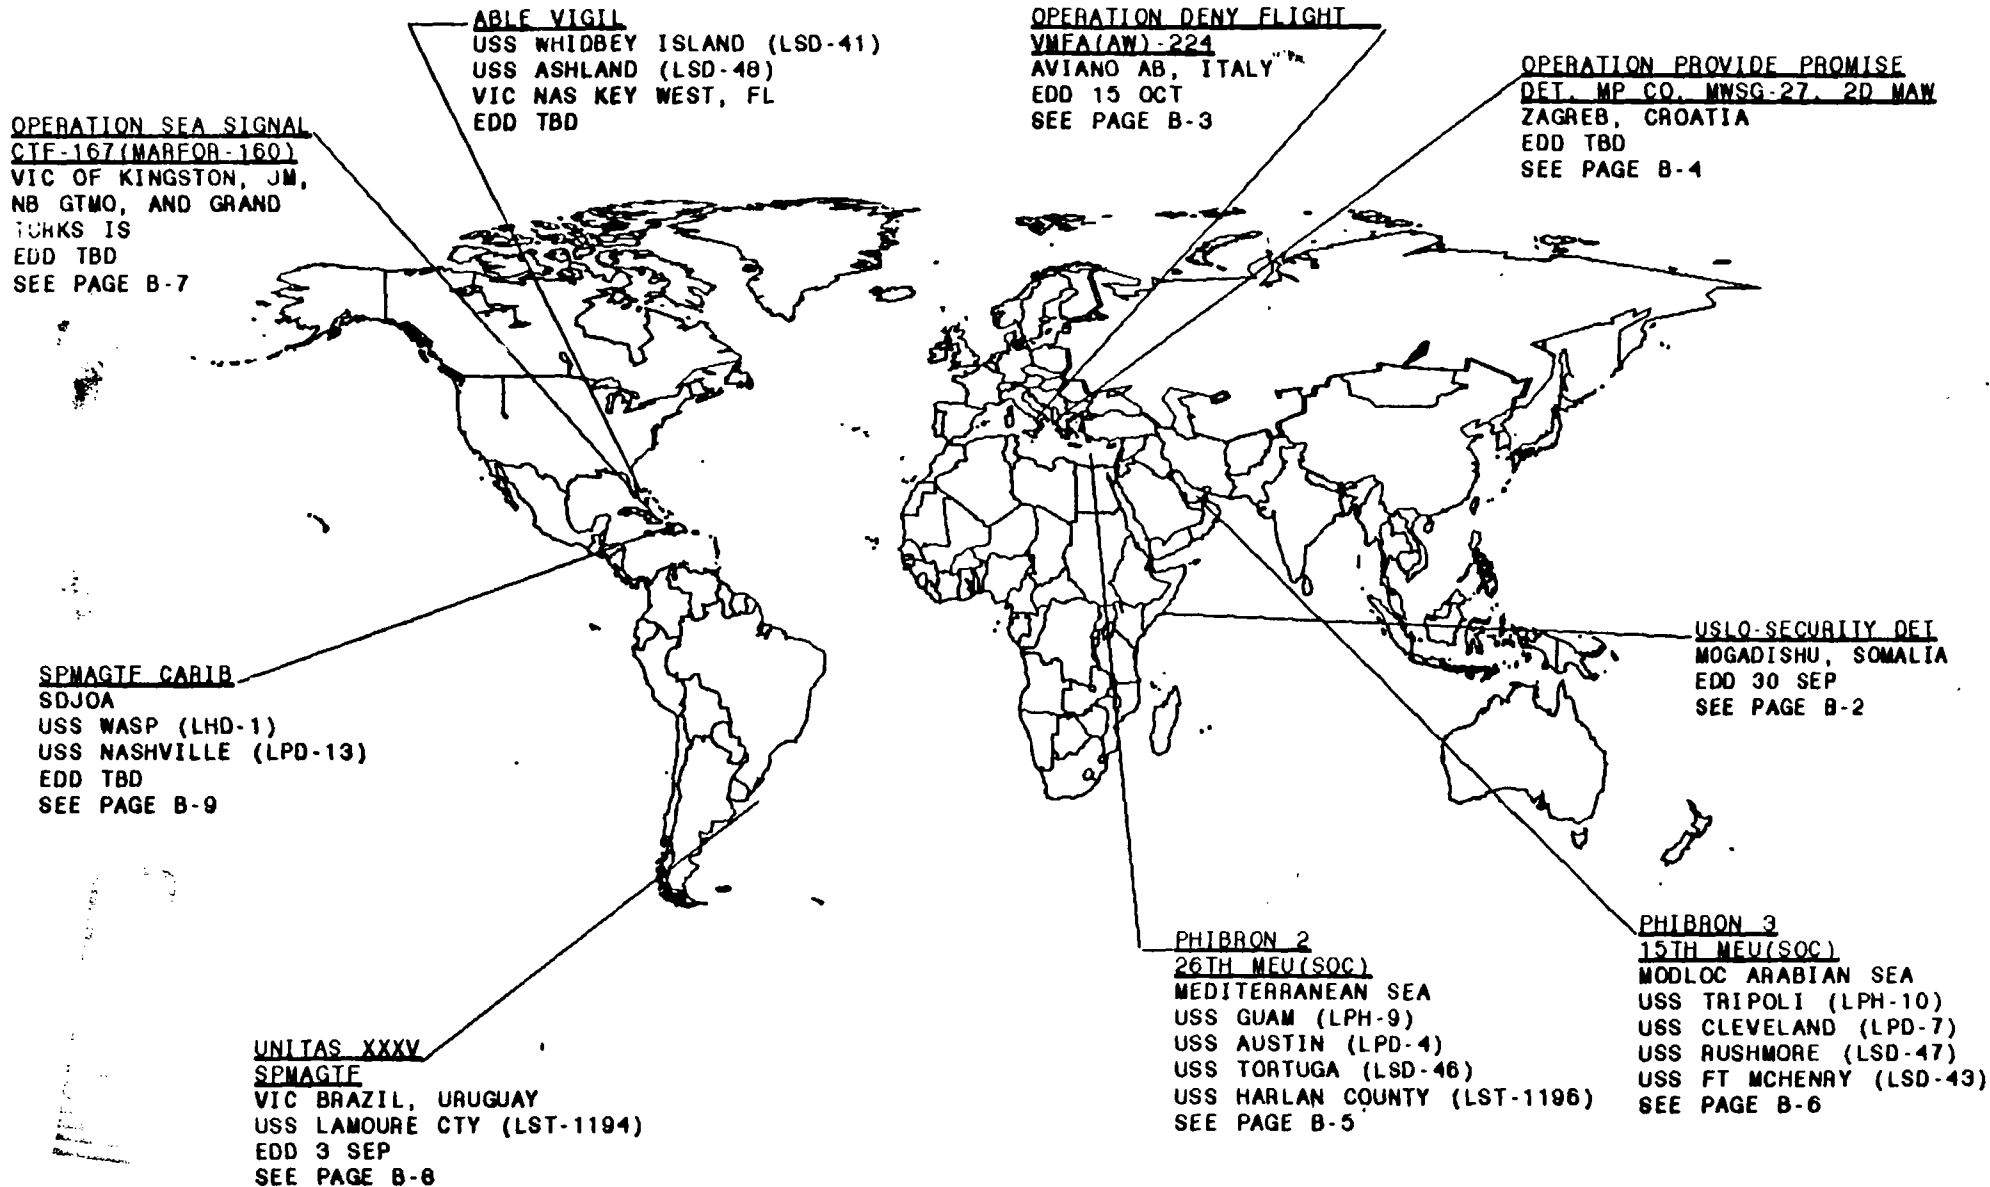 ABLE VIGIL
USS WHIDBEY ISLAND (LSD-41)
USS ASHLAND (LSD-48)
VIC NAS KEY WEST, FL
EDD TBD
OPERATION DENY FLIGHT
VMFA(AW)-224
AVIANO AB, ITALY
EDD 15 OCT
SEE PAGE B-3
OPERATION PROVIDE PROMISE
DET, MP CO, MWSG-27, 2D MAW
ZAGREB, CROATIA
EDD TBD
SEE PAGE B-4
OPERATION SEA SIGNAL
CTF-167(MARFOR-160)
VIC OF KINGSTON, JM,
NB GTMO, AND GRAND
TURKS IS
EDD TBD
SEE PAGE B-7
SPMAGTF CARIB
SDJOA
USS WASP (LHD-1)
USS NASHVILLE (LPD-13)
EDD TBD
SEE PAGE B-9
USLO-SECURITY DET
MOGADISHU, SOMALIA
EDD 30 SEP
SEE PAGE B-2
PHIBRON 2
26TH MEU(SOC)
MEDITERRANEAN SEA
USS GUAM (LPH-9)
USS AUSTIN (LPD-4)
USS TORTUGA (LSD-46)
USS HARLAN COUNTY (LST-1196)
SEE PAGE B-5
PHIBRON 3
15TH MEU(SOC)
MODLOC ARABIAN SEA
USS TRIPOLI (LPH-10)
USS CLEVELAND (LPD-7)
USS RUSHMORE (LSD-47)
USS FT MCHENRY (LSD-43)
SEE PAGE B-6
UNITAS XXXV
SPMAGTF
VIC BRAZIL, URUGUAY
USS LAMOURE CTY (LST-1194)
EDD 3 SEP
SEE PAGE B-8